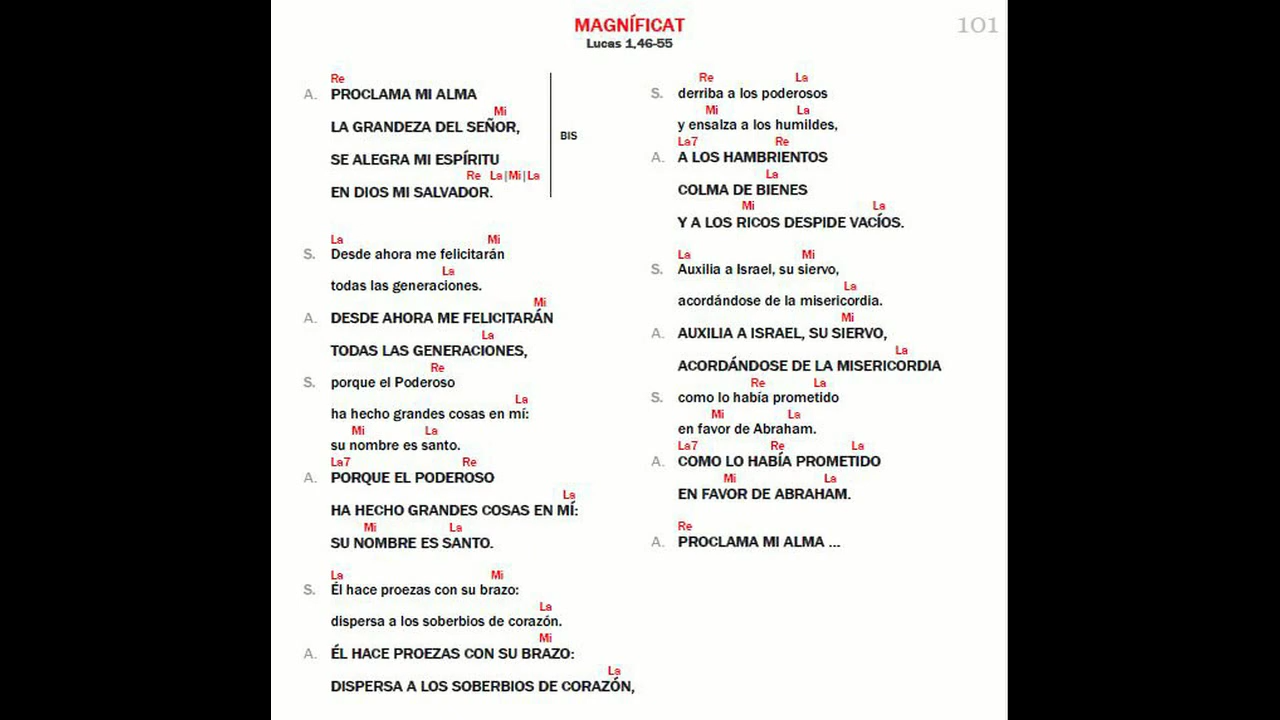 MAGNÍFICAT
101
Lucas 1,46-55
Re
A. PROCLAMA MI ALMA
Mi
LA GRANDEZA DEL SEÑOR,
BIS
SE ALEGRA MI ESPÍRITU
Re La|Mi|La
EN DIOS MI SALVADOR.
La Mi
S. Desde ahora me felicitarán
La
todas las generaciones.
Mi
A. DESDE AHORA ME FELICITARÁN
La
TODAS LAS GENERACIONES,
Re
S. porque el Poderoso
La
ha hecho grandes cosas en mí:
Mi La
su nombre es santo.
La7 Re
A. PORQUE EL PODEROSO
La
HA HECHO GRANDES COSAS EN MÍ:
Mi La
SU NOMBRE ES SANTO.
La Mi
S. Él hace proezas con su brazo:
La
dispersa a los soberbios de corazón.
Mi
A. ÉL HACE PROEZAS CON SU BRAZO:
La
DISPERSA A LOS SOBERBIOS DE CORAZÓN,
Re La
S. derriba a los poderosos
Mi La
y ensalza a los humildes,
La7 Re
A. A LOS HAMBRIENTOS
La
COLMA DE BIENES
Mi La
Y A LOS RICOS DESPIDE VACÍOS.
La Mi
S. Auxilia a Israel, su siervo,
La
acordándose de la misericordia.
Mi
A. AUXILIA A ISRAEL, SU SIERVO,
La
ACORDÁNDOSE DE LA MISERICORDIA
Re La
S. como lo había prometido
Mi La
en favor de Abraham.
La7 Re La
A. COMO LO HABÍA PROMETIDO
Mi La
EN FAVOR DE ABRAHAM.
Re
A. PROCLAMA MI ALMA ...